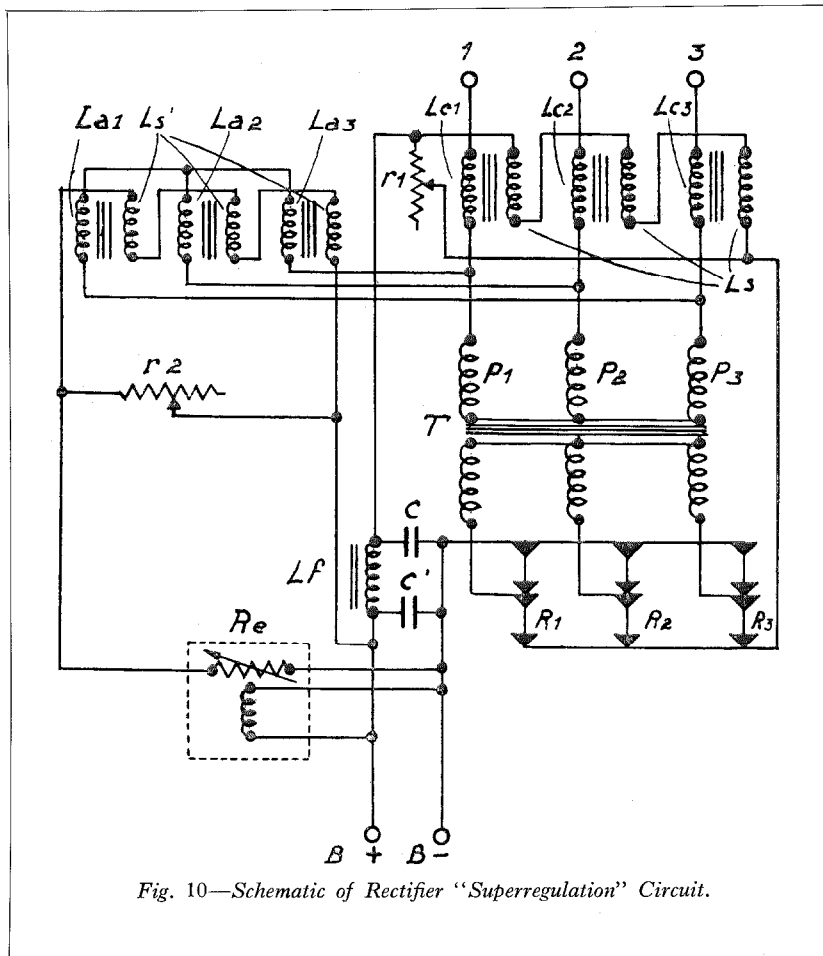 1 2 3
La1 Ls' La2 La3 Lc1 Lc2 Lc3
r1
Ls
r2 P1 P2 P3
T
C
Lf C'
Re R1 R2 R3
B + B -
Fig. 10—Schematic of Rectifier "Superregulation" Circuit.